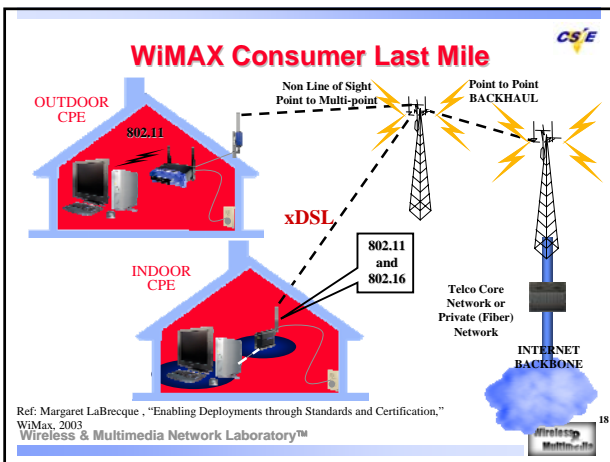 CS/E
WiMAX Consumer Last Mile
OUTDOOR
CPE
802.11
Non Line of Sight
Point to Multi-point
Point to Point
BACKHAUL
xDSL
802.11
and
802.16
INDOOR
CPE
Telco Core
Network or
Private (Fiber)
Network
INTERNET
BACKBONE
Ref: Margaret LaBrecque , “Enabling Deployments through Standards and Certification,”
WiMax, 2003
Wireless & Multimedia Network Laboratory™
18
Wireless
Multimedia